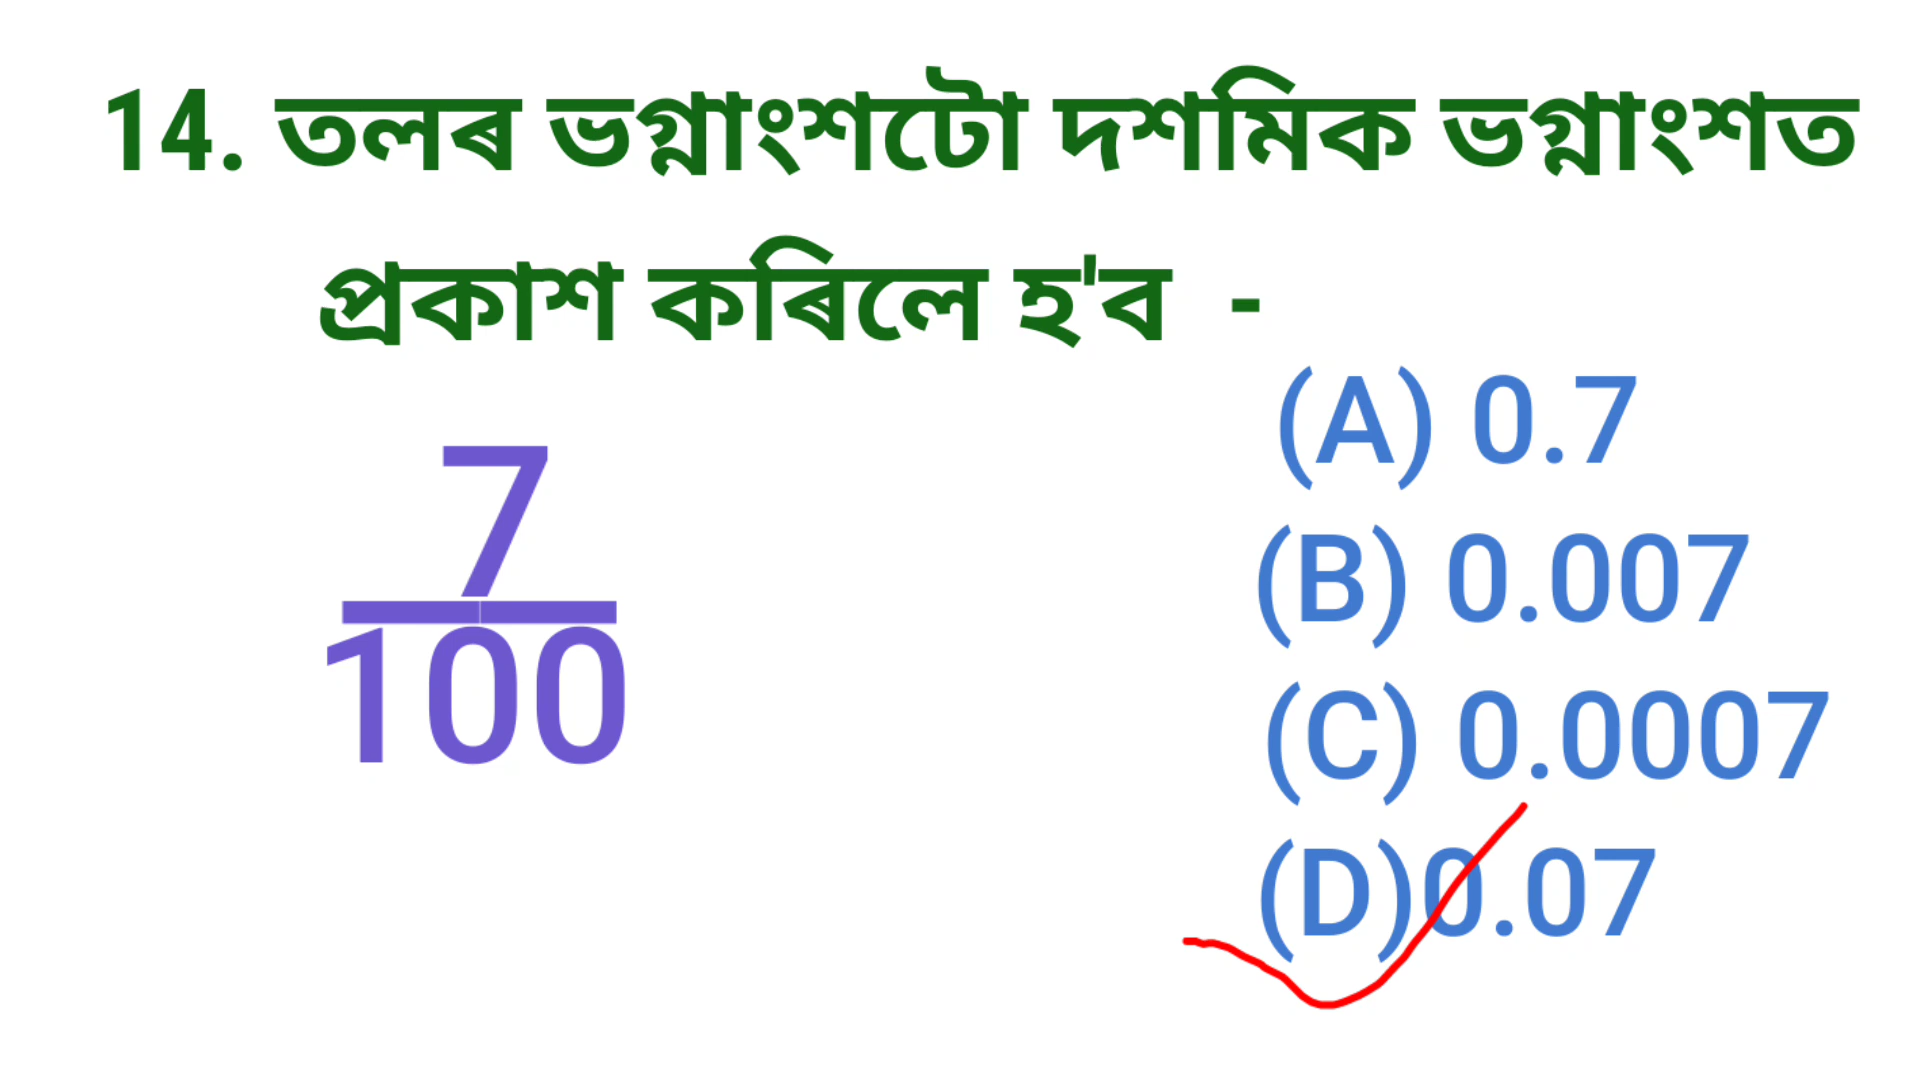 14. তলৰ ভগ্নাংশটো দশমিক ভগ্নাংশত
প্ৰকাশ কৰিলে হ'ব -
7
100
(A) 0.7
(B) 0.007
(C) 0.0007
(D)0.07